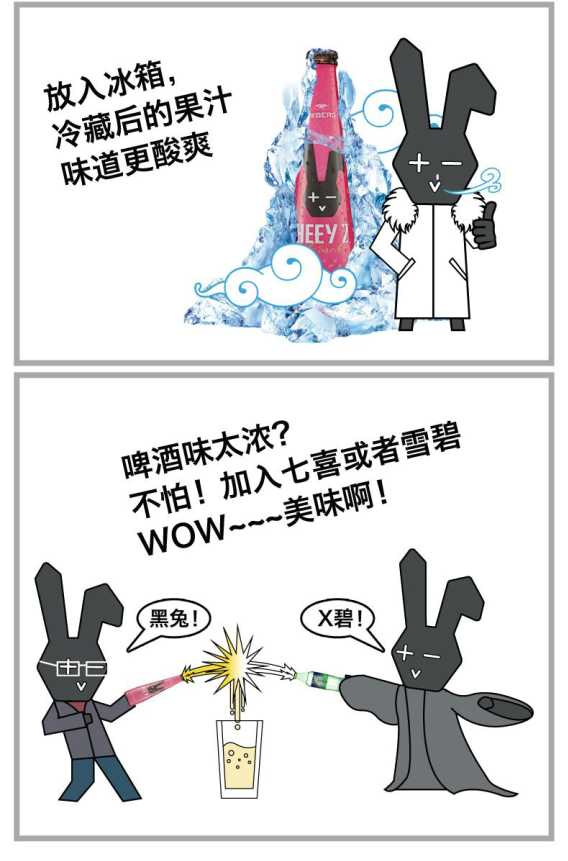 放入冰箱，
冷藏后的果汁
味道更酸爽
HEEY
啤酒味太浓？
不怕！加入七喜或者雪碧
WOW~~~美味啊！
黑兔！
X碧！